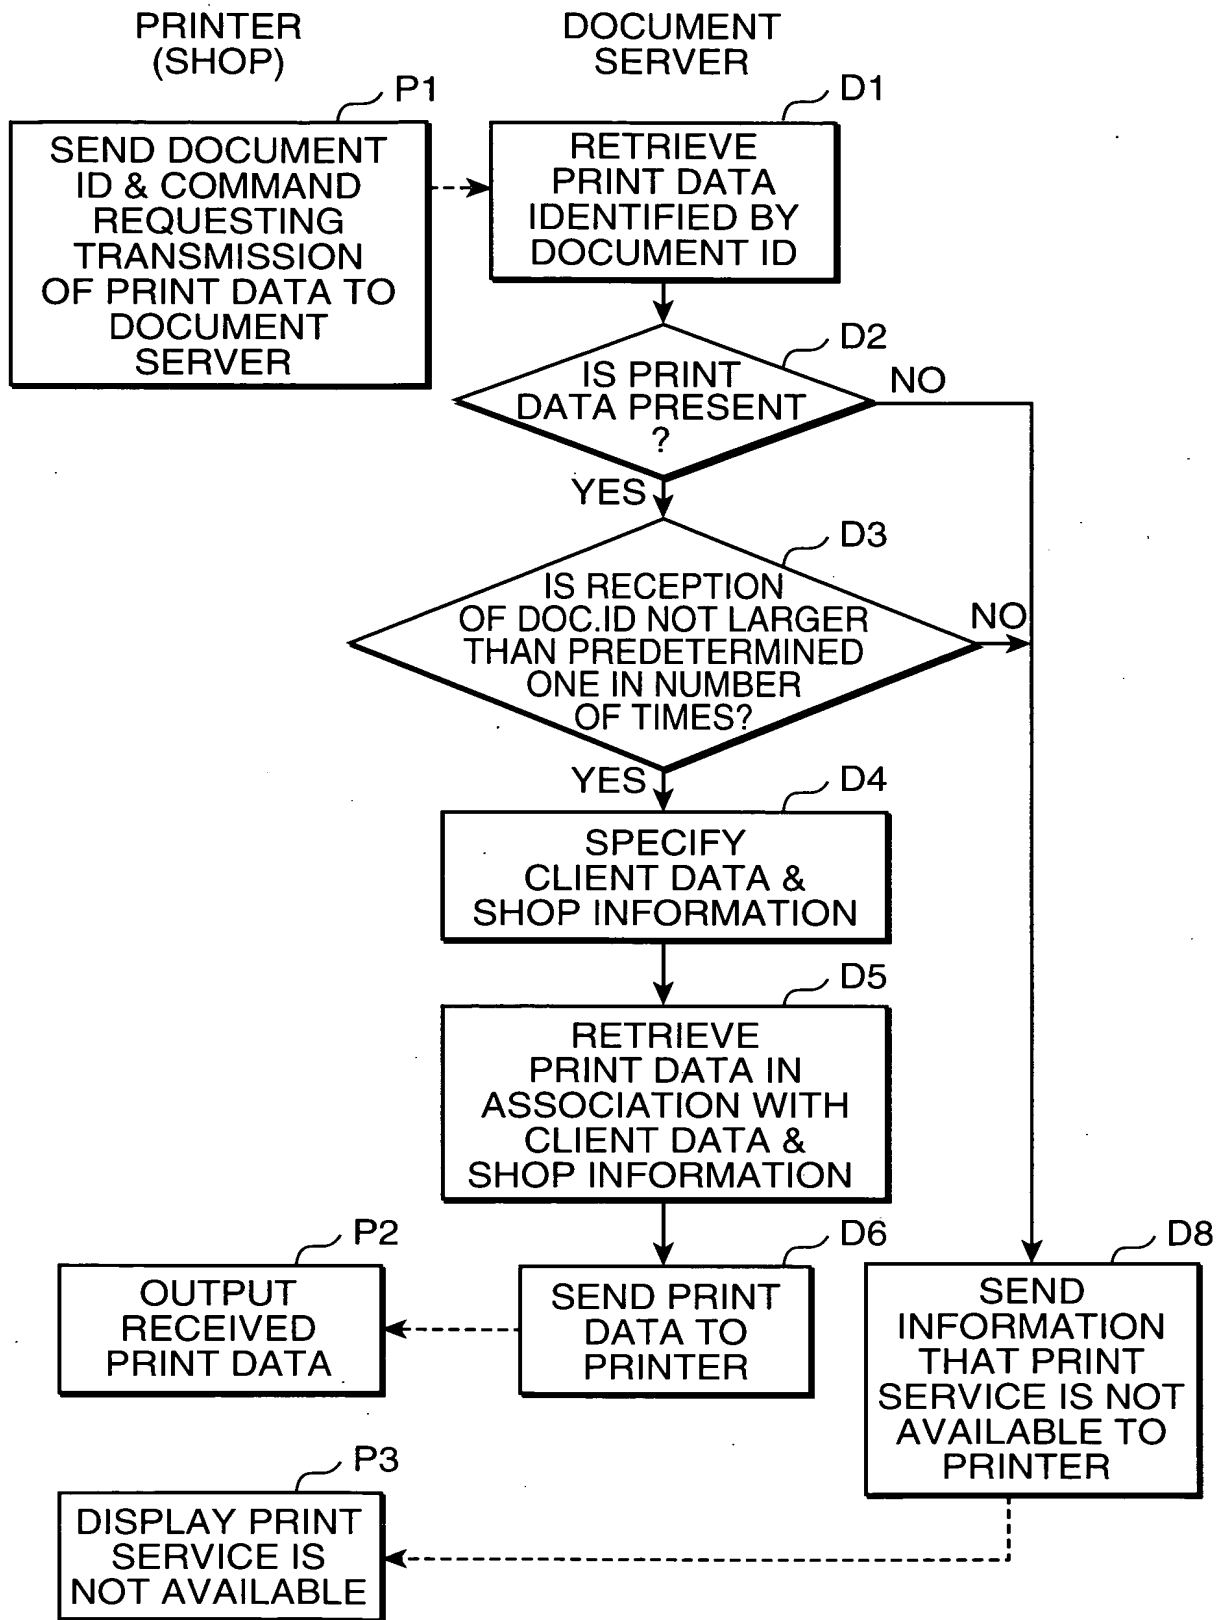 PRINTER
(SHOP)
DOCUMENT
SERVER
P1
SEND DOCUMENT
ID & COMMAND
REQUESTING
TRANSMISSION
OF PRINT DATA TO
DOCUMENT
SERVER
D1
RETRIEVE
PRINT DATA
IDENTIFIED BY
DOCUMENT ID
D2
IS PRINT
DATA PRESENT
?
NO
YES
D3
IS RECEPTION
OF DOC.ID NOT LARGER
THAN PREDETERMINED
ONE IN NUMBER
OF TIMES?
NO
YES
D4
SPECIFY
CLIENT DATA &
SHOP INFORMATION
D5
RETRIEVE
PRINT DATA IN
ASSOCIATION WITH
CLIENT DATA &
SHOP INFORMATION
P2
OUTPUT
RECEIVED
PRINT DATA
D6
SEND PRINT
DATA TO
PRINTER
D8
SEND
INFORMATION
THAT PRINT
SERVICE IS NOT
AVAILABLE TO
PRINTER
P3
DISPLAY PRINT
SERVICE IS
NOT AVAILABLE